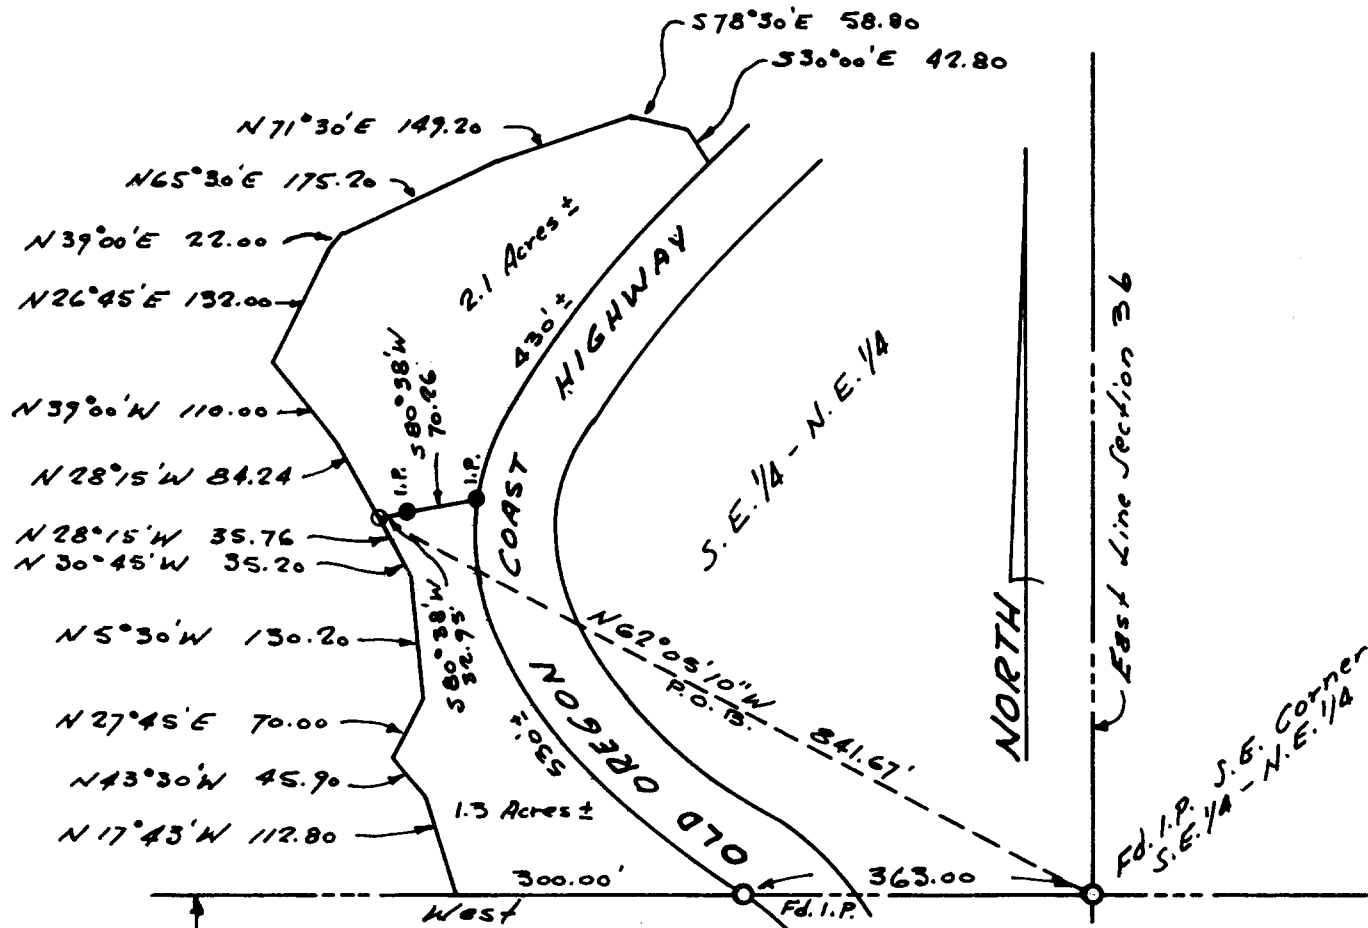 S78°30'E 58.80
S30°00'E 42.80
N71°30'E 149.20
N65°30'E 175.20
N39°00'E 22.00
N26°45'E 132.00
2.1 Acres ±
430'±
HIGHWAY
East Line Section 36
N39°00'W 110.00
S80°38'W
70.26'
S.E. 1/4 - N.E. 1/4
N28°15'W 84.24
I.P.
I.P.
COAST
N28°15'W 35.76
N30°45'W 35.20
N5°30'W 130.20
S80°38'W
32.95'
N62°05'10"W 841.67'
P.O.B.
NORTH
N27°45'E 70.00
530'±
OLD OREGON
N43°30'W 45.90
1.3 Acres ±
N17°43'W 112.80
Fd. I.P. S.E. Corner
S.E. 1/4 - N.E. 1/4
300.00'
363.00
West
Fd. I.P.